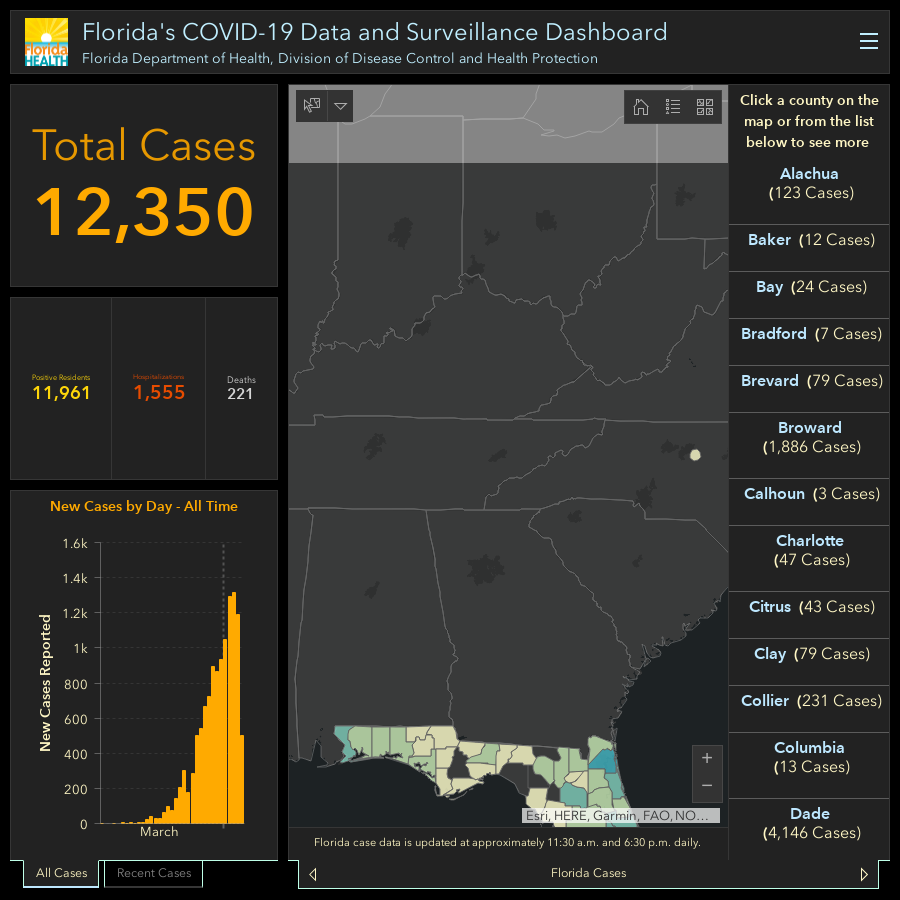 Florida HEALTH
Florida's COVID-19 Data and Surveillance Dashboard
Florida Department of Health, Division of Disease Control and Health Protection
Total Cases
12,350
Positive Residents
11,961
Hospitalizations
1,555
Deaths
221
New Cases by Day - All Time
New Cases Reported
1.6k
1.4k
1.2k
1k
800
600
400
200
0
March
All Cases
Recent Cases
Esri, HERE, Garmin, FAO, NO...
+
−
Florida case data is updated at approximately 11:30 a.m. and 6:30 p.m. daily.
Florida Cases
Click a county on the
map or from the list
below to see more
Alachua
(123 Cases)
Baker (12 Cases)
Bay (24 Cases)
Bradford (7 Cases)
Brevard (79 Cases)
Broward
(1,886 Cases)
Calhoun (3 Cases)
Charlotte
(47 Cases)
Citrus (43 Cases)
Clay (79 Cases)
Collier (231 Cases)
Columbia
(13 Cases)
Dade
(4,146 Cases)